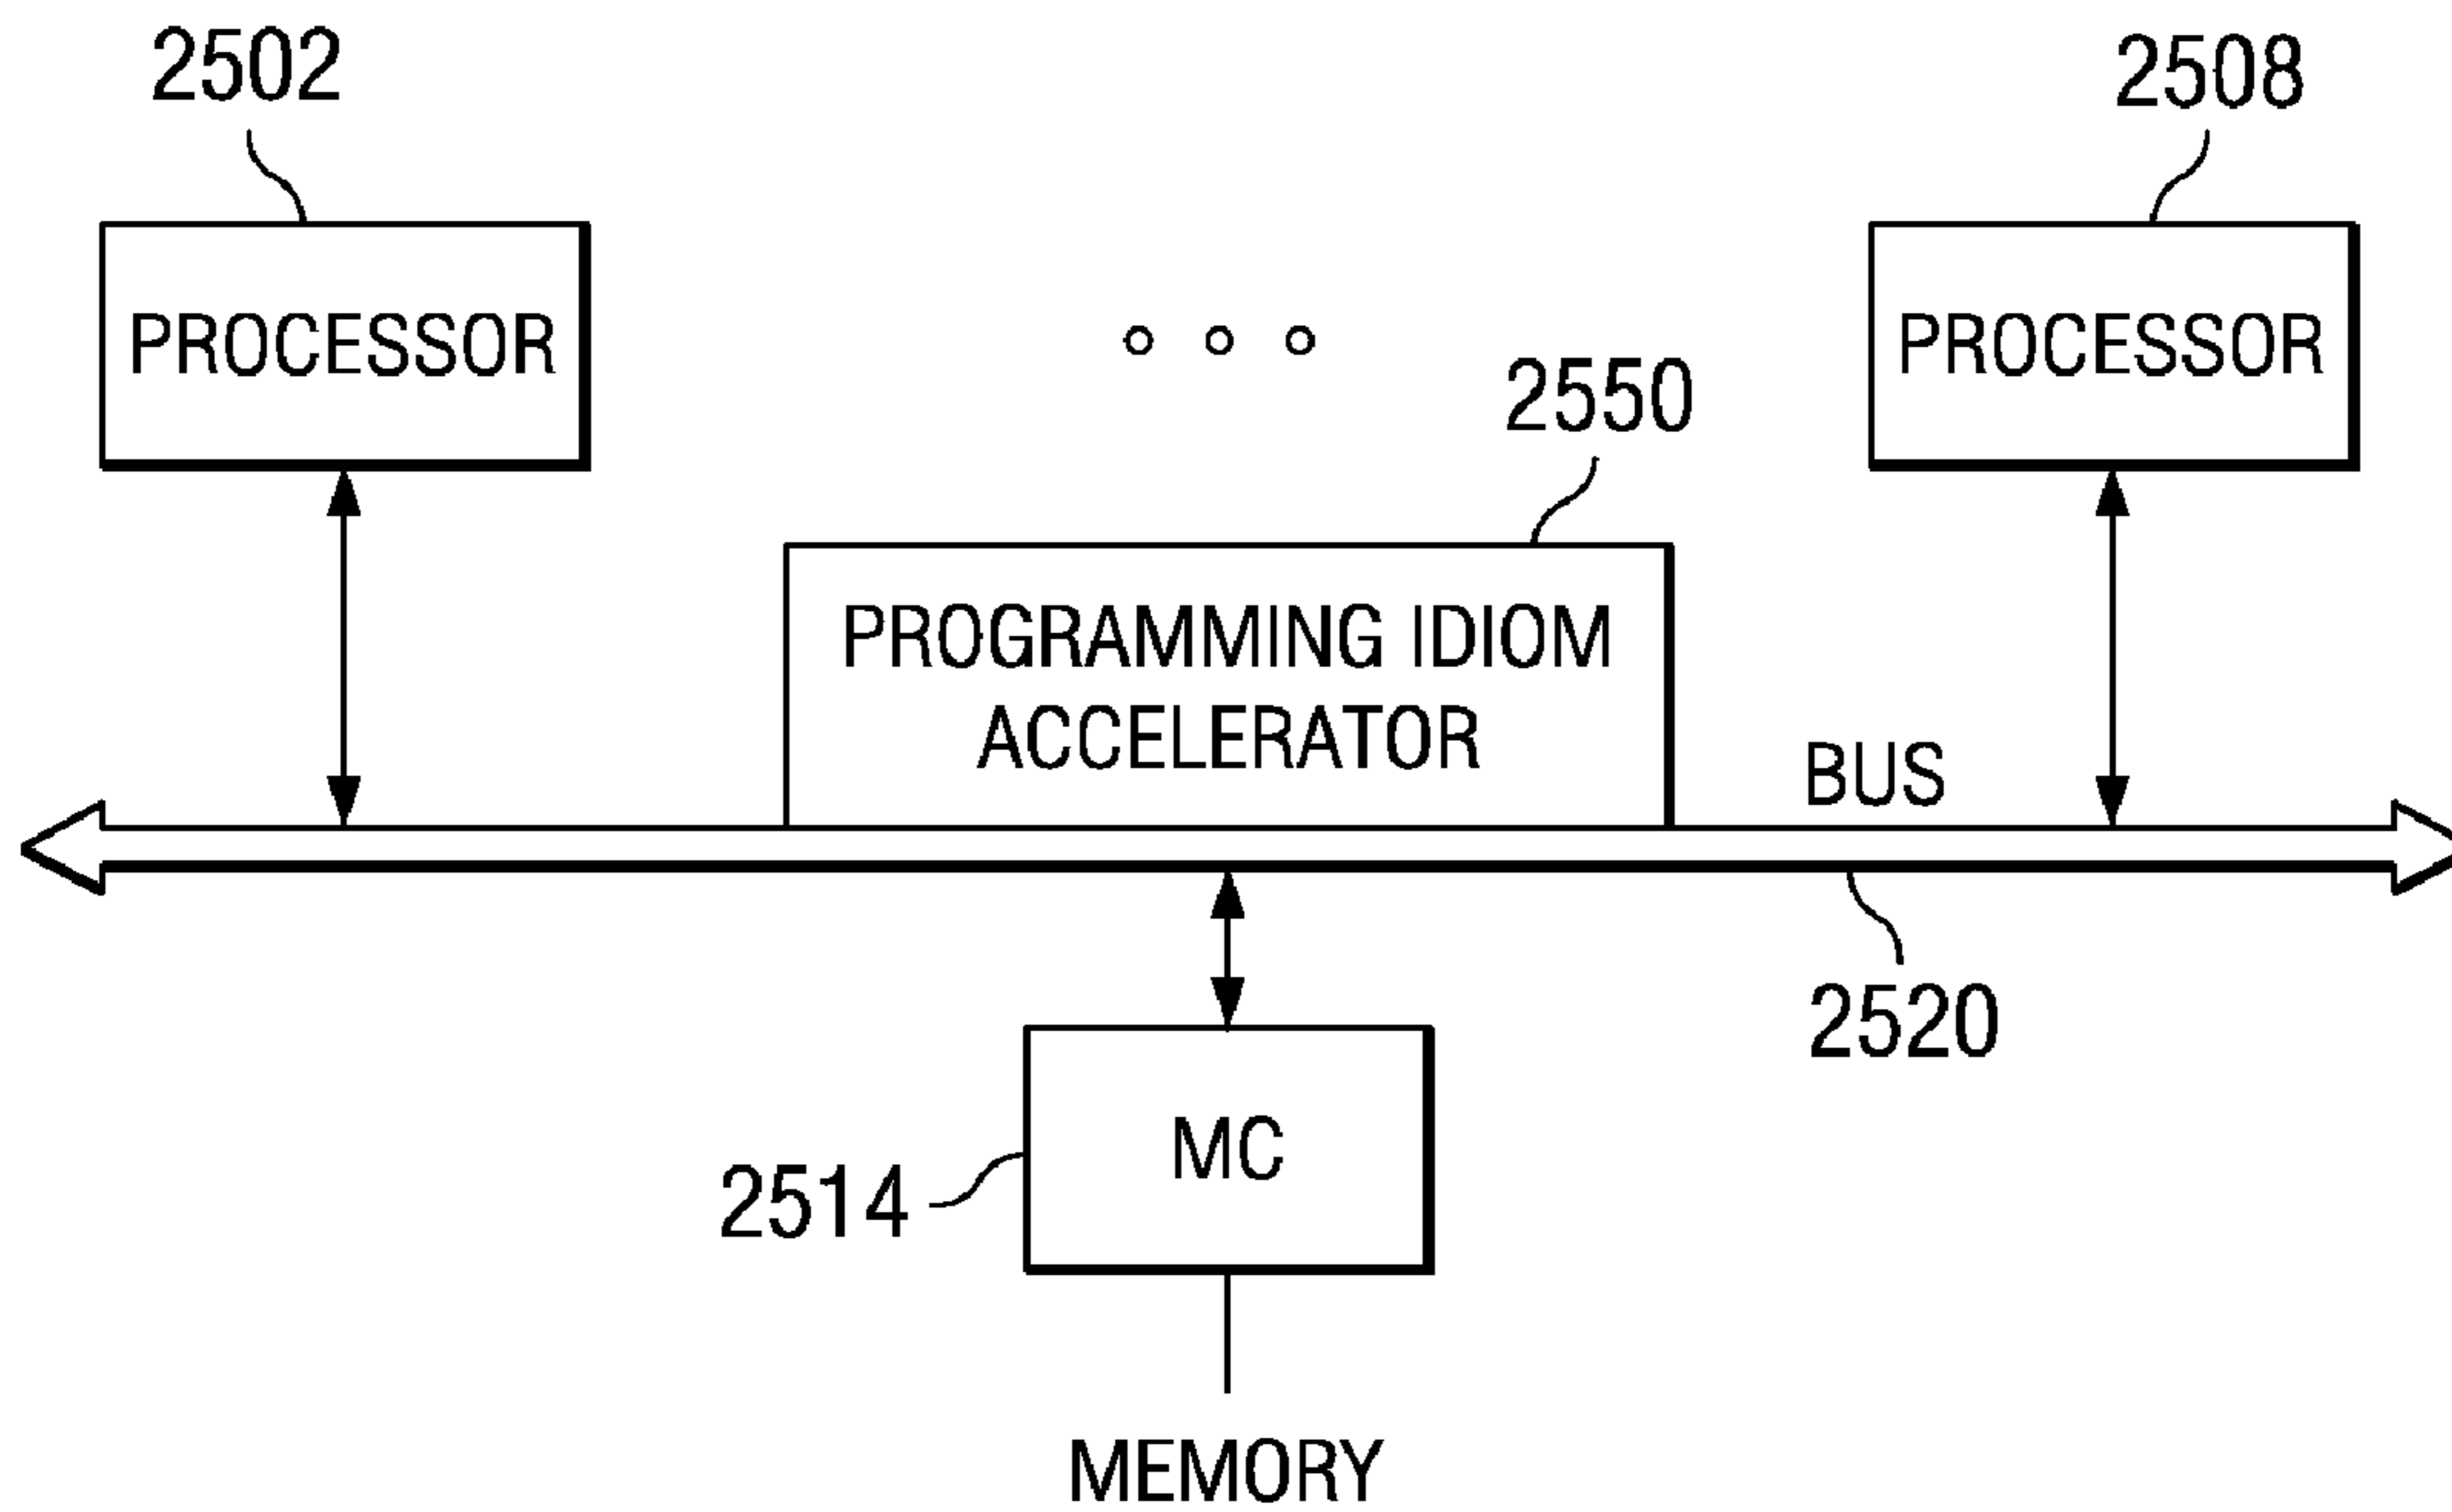 2502
2508
PROCESSOR
PROCESSOR
2550
PROGRAMMING IDIOM
ACCELERATOR
BUS
2520
MC
2514
MEMORY